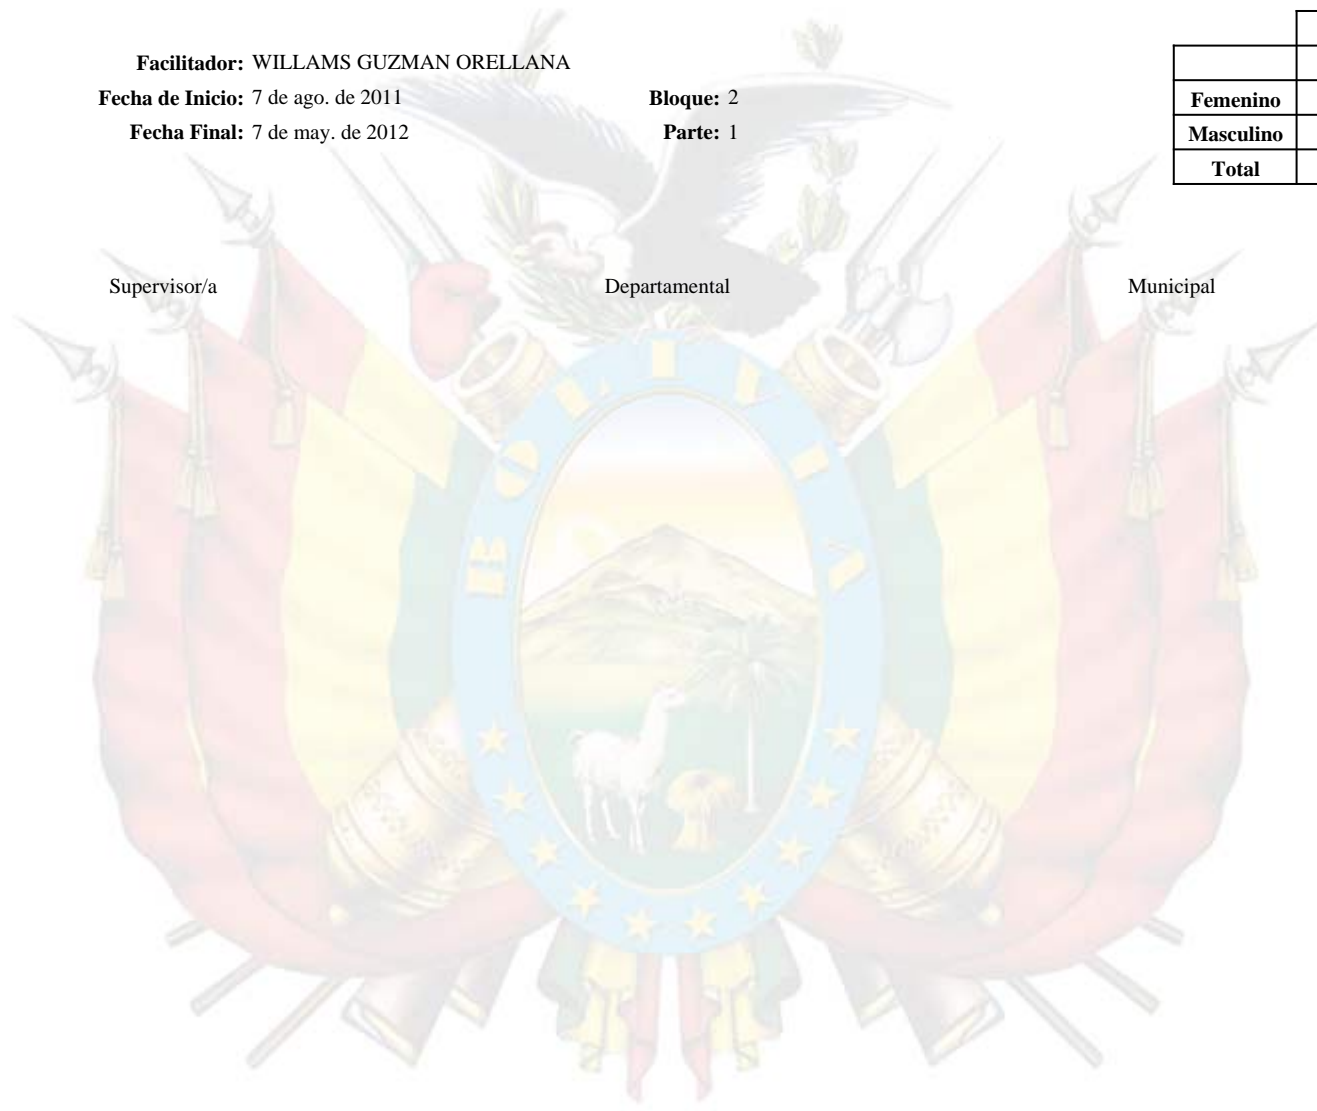 Facilitador: WILLAMS GUZMAN ORELLANA
Fecha de Inicio: 7 de ago. de 2011 Bloque: 2
Fecha Final: 7 de may. de 2012 Parte: 1
Femenino
Masculino
Total
Supervisor/a Departamental Municipal
BOLIVIA